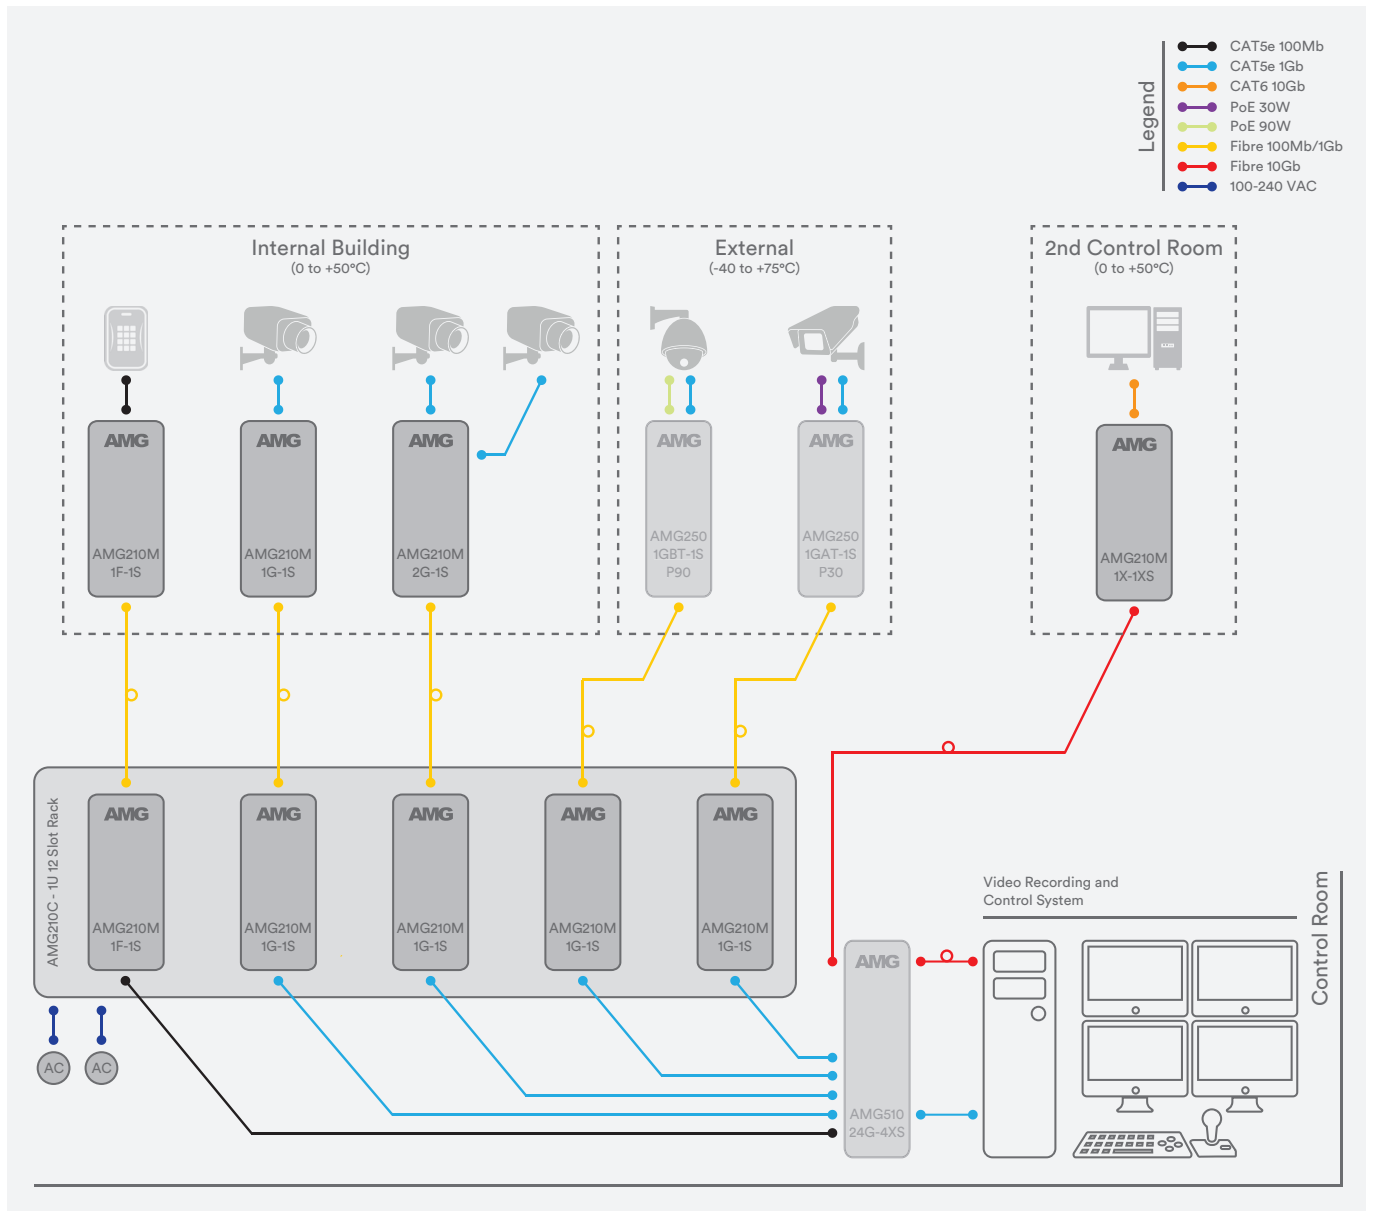 Legend
CAT5e 100Mb
CAT5e 1Gb
CAT6 10Gb
PoE 30W
PoE 90W
Fibre 100Mb/1Gb
Fibre 10Gb
100-240 VAC
Internal Building
(0 to +50°C)
External
(-40 to +75°C)
2nd Control Room
(0 to +50°C)
AMG
AMG210M
1F-1S
AMG
AMG210M
1G-1S
AMG
AMG210M
2G-1S
AMG
AMG250
1GBT-1S
P90
AMG
AMG250
1GAT-1S
P30
AMG
AMG210M
1X-1XS
AMG210C - 1U 12 Slot Rack
AMG
AMG210M
1F-1S
AMG
AMG210M
1G-1S
AMG
AMG210M
1G-1S
AMG
AMG210M
1G-1S
AMG
AMG210M
1G-1S
AC
AC
AMG
AMG510
24G-4XS
Video Recording and
Control System
Control Room